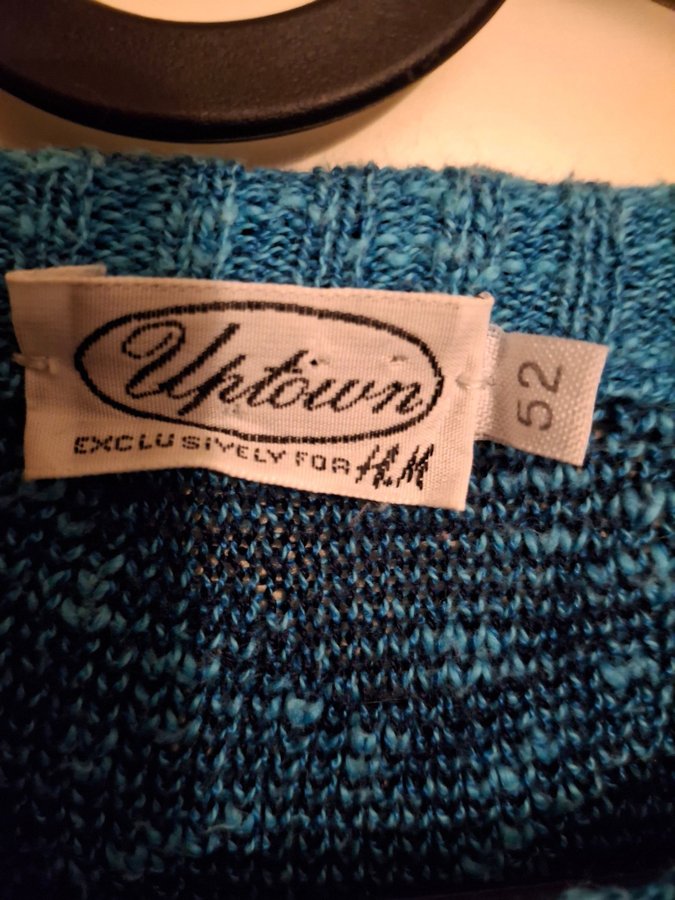 Uptown
EXCLUSIVELY FOR H&M
52